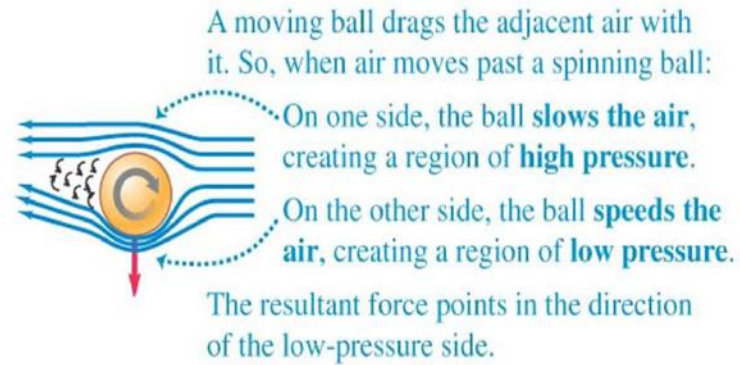 A moving ball drags the adjacent air with
it. So, when air moves past a spinning ball:
On one side, the ball slows the air,
creating a region of high pressure.
On the other side, the ball speeds the
air, creating a region of low pressure.
The resultant force points in the direction
of the low-pressure side.